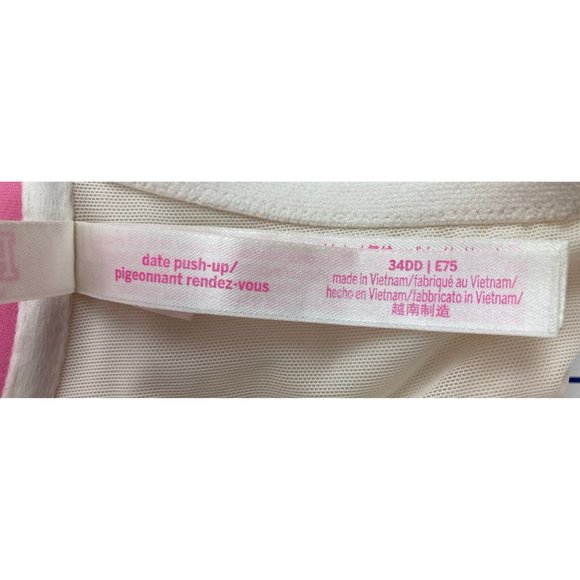 date push-up/
pigeonnant rendez-vous
34DD | E75
made in Vietnam/fabriqué au Vietnam/
hecho en Vietnam/fabbricato in Vietnam/
越南制造